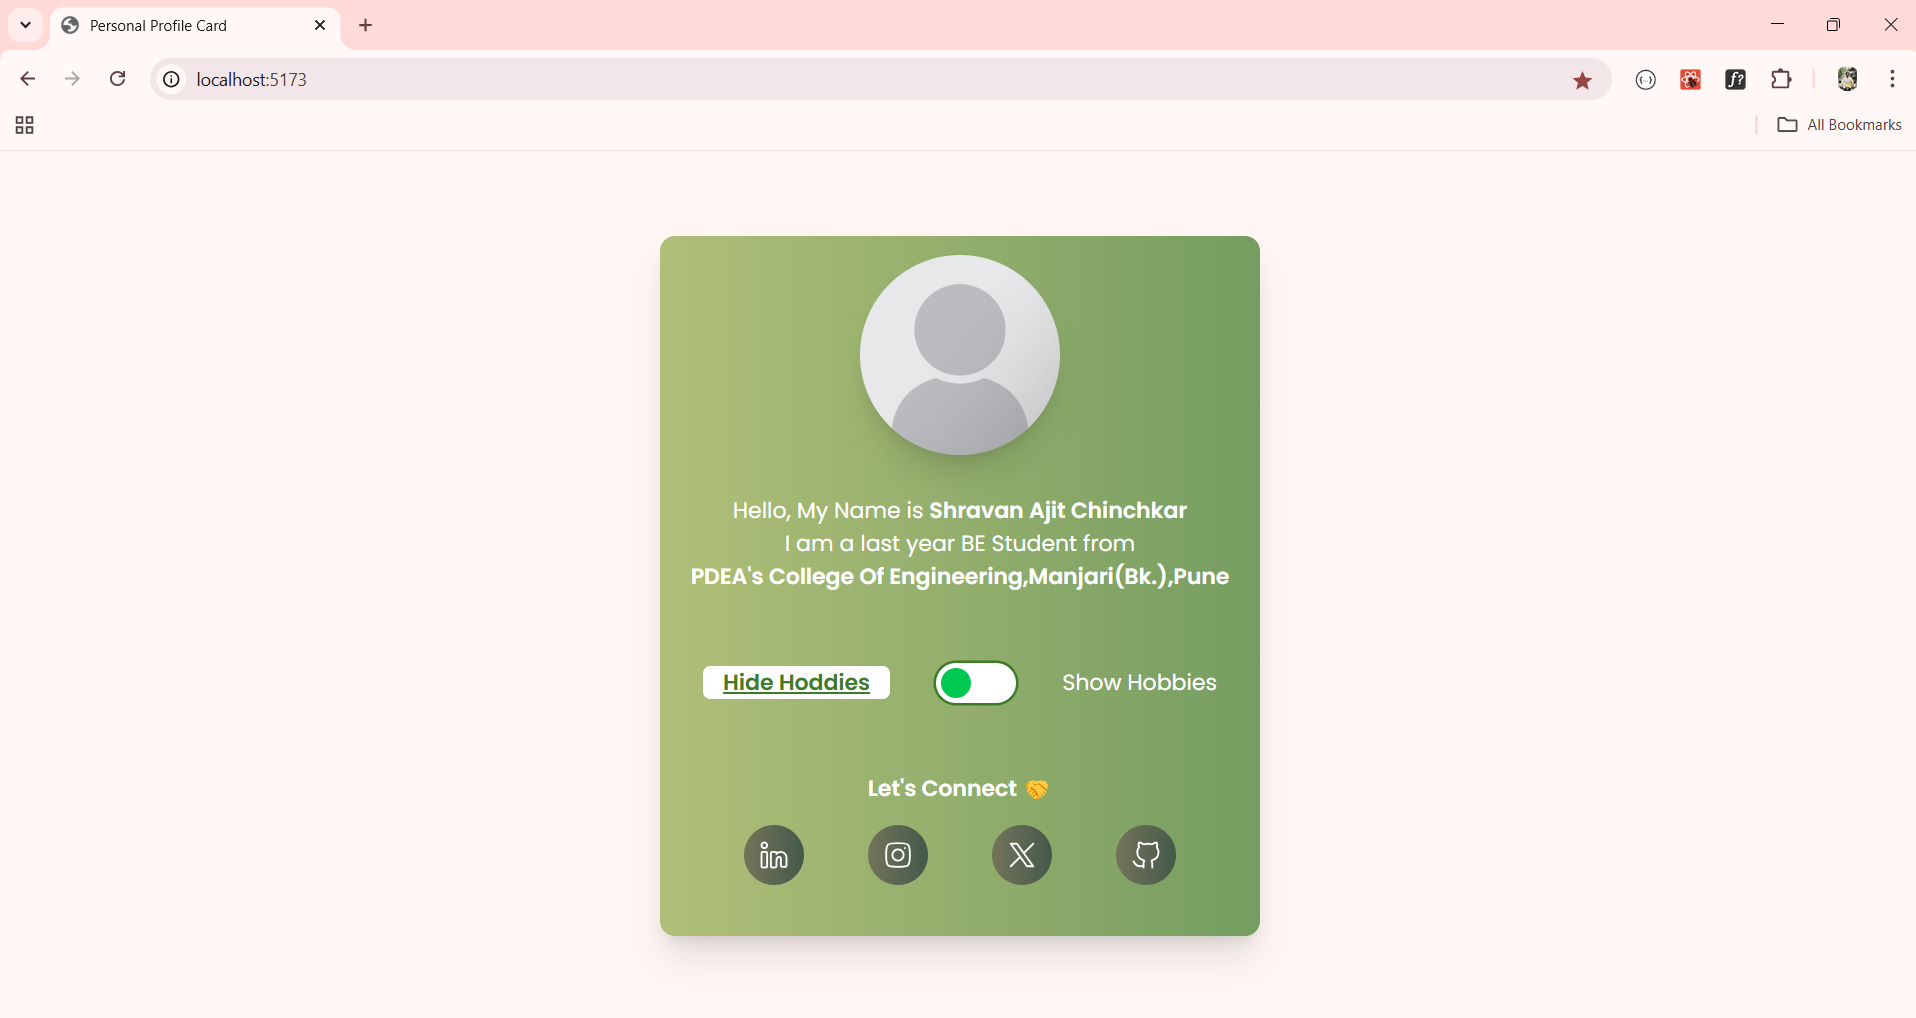 Personal Profile Card
localhost:5173
All Bookmarks
Hello, My Name is Shravan Ajit Chinchkar
I am a last year BE Student from
PDEA's College Of Engineering,Manjari(Bk.),Pune
Hide Hoddies
Show Hobbies
Let's Connect 🤝
in
X